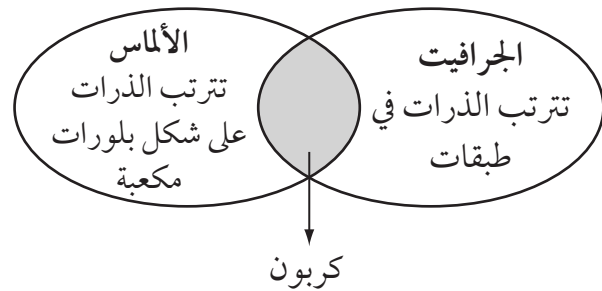 الجرافيت
تترتب الذرات في
طبقات
الألماس
تترتب الذرات
على شكل بلورات
مكعبة
كربون